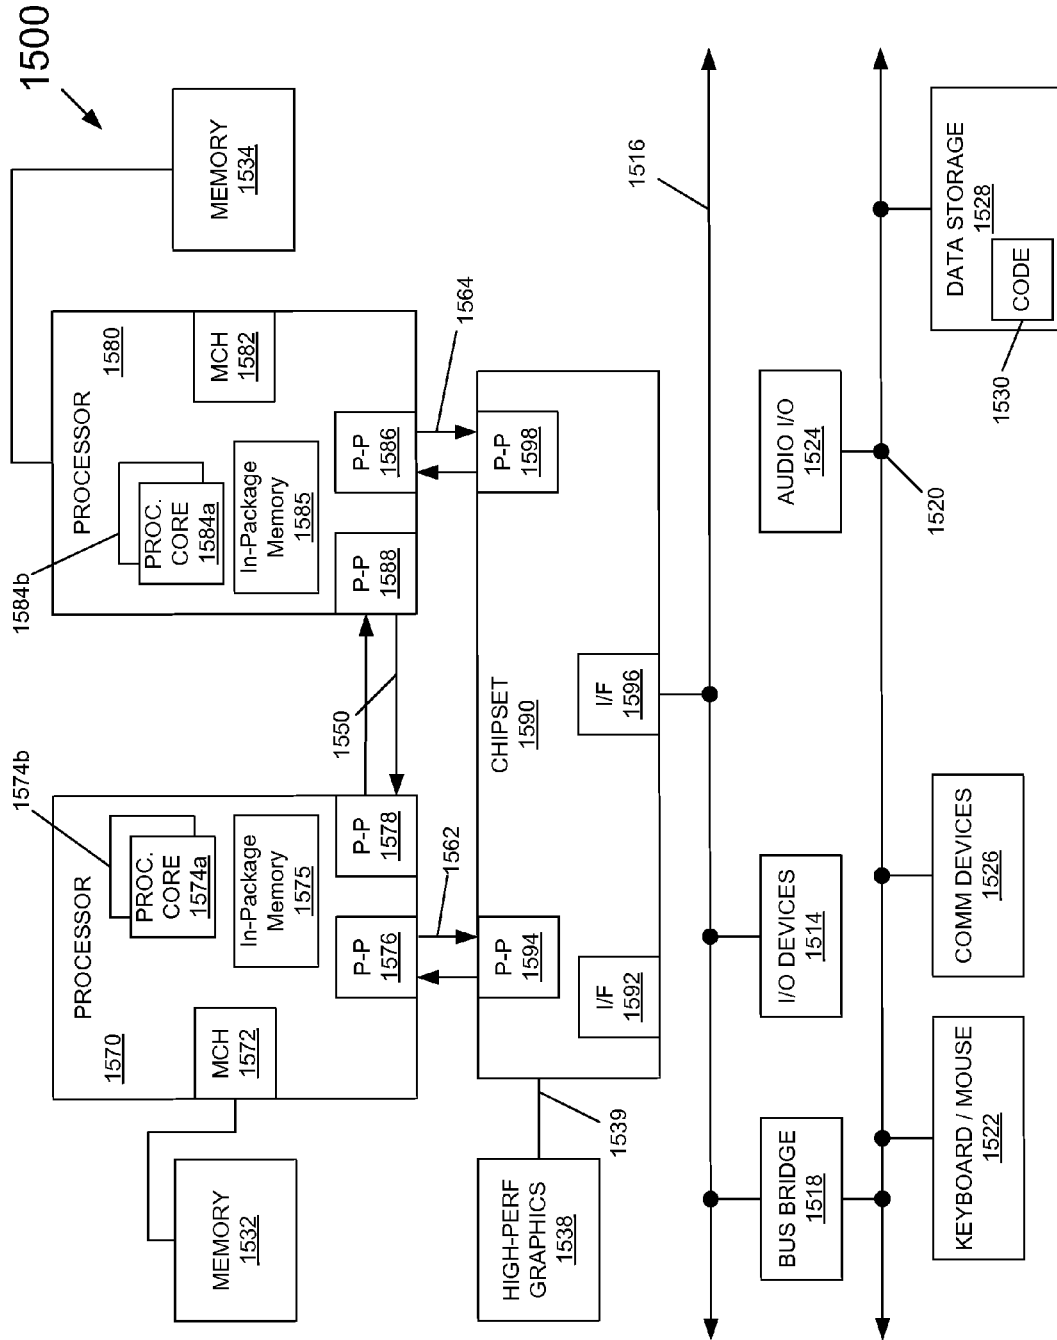 1500
MEMORY
1532
PROCESSOR
1570
MCH
1572
PROC.
CORE
1574a
1574b
In-Package
Memory
1575
P-P
1576
P-P
1578
1550
PROCESSOR
1580
MCH
1582
PROC.
CORE
1584a
1584b
In-Package
Memory
1585
P-P
1588
P-P
1586
MEMORY
1534
1562
1564
HIGH-PERF
GRAPHICS
1538
1539
CHIPSET
1590
P-P
1594
P-P
1598
I/F
1592
I/F
1596
1516
BUS BRIDGE
1518
I/O DEVICES
1514
AUDIO I/O
1524
1520
KEYBOARD / MOUSE
1522
COMM DEVICES
1526
DATA STORAGE
1528
CODE
1530